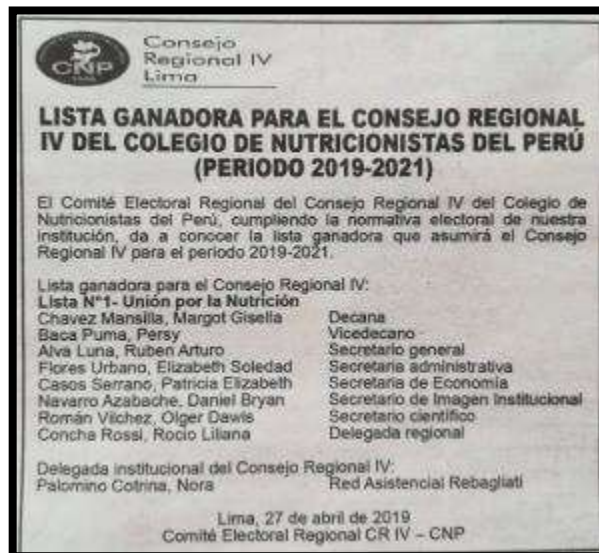 CNP
Consejo
Regional IV
Lima
LISTA GANADORA PARA EL CONSEJO REGIONAL
IV DEL COLEGIO DE NUTRICIONISTAS DEL PERÚ
(PERIODO 2019-2021)
El Comité Electoral Regional del Consejo Regional IV del Colegio de
Nutricionistas del Perú, cumpliendo la normativa electoral de nuestra
institución, da a conocer la lista ganadora que asumirá el Consejo
Regional IV para el periodo 2019-2021.
Lista ganadora para el Consejo Regional IV:
Lista N°1- Unión por la Nutrición
Chavez Mansilla, Margot Gisella Decana
Baca Puma, Persy Vicedecano
Alva Luna, Ruben Arturo Secretario general
Flores Urbano, Elizabeth Soledad Secretaria administrativa
Casos Serrano, Patricia Elizabeth Secretaria de Economía
Navarro Azabache, Daniel Bryan Secretario de Imagen Institucional
Román Vilchez, Olger Dawis Secretario científico
Concha Rossi, Rocio Liliana Delegada regional
Delegada institucional del Consejo Regional IV:
Palomino Cotrina, Nora Red Asistencial Rebagliati
Lima, 27 de abril de 2019
Comité Electoral Regional CR IV – CNP